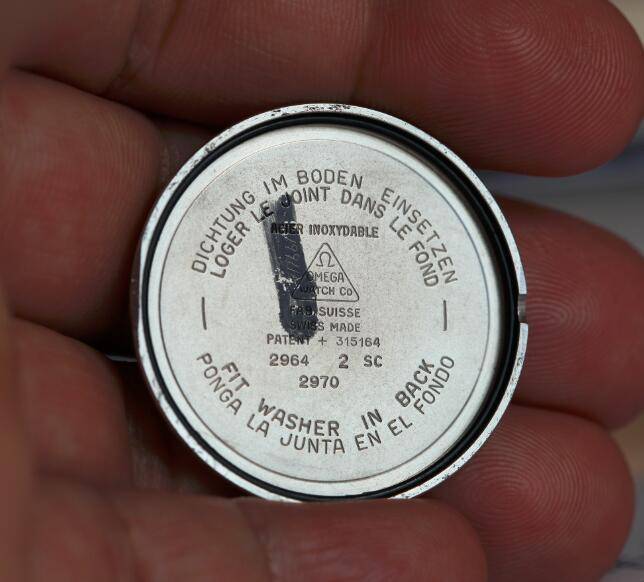 DICHTUNG IM BODEN EINSETZEN
LOGER LE JOINT DANS LE FOND
ACIER INOXYDABLE
Ω
OMEGA
WATCH CO
FAB. SUISSE
SWISS MADE
PATENT + 315164
2964 2 SC
2970
FIT WASHER IN BACK
PONGA LA JUNTA EN EL FONDO